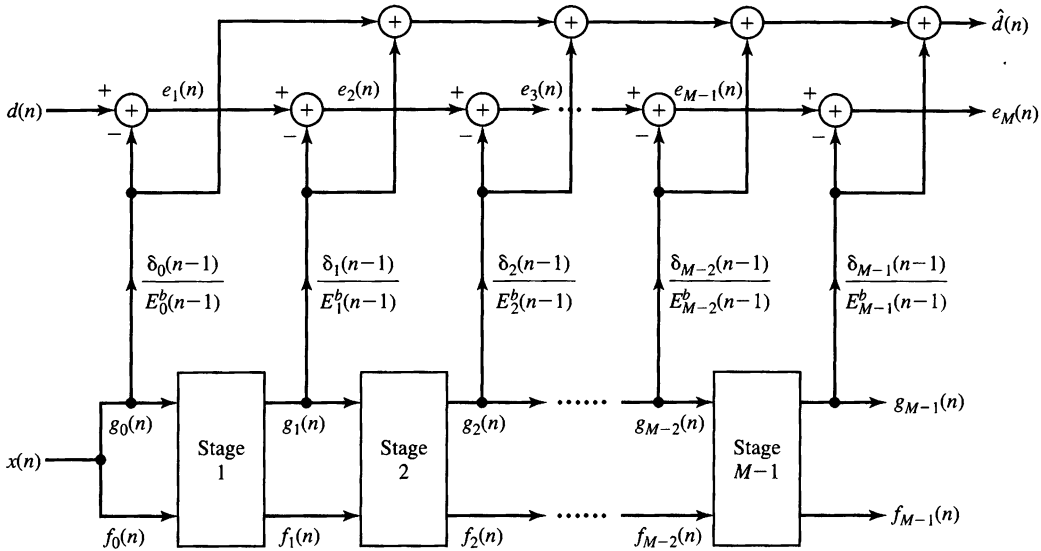 + + + + d̂(n)
d(n) + + e₁(n) + + e₂(n) + + e₃(n) ··· + + e_{M−1}(n) + + e_M(n)
− − − − −
δ₀(n−1) δ₁(n−1) δ₂(n−1) δ_{M−2}(n−1) δ_{M−1}(n−1)
E₀ᵇ(n−1) E₁ᵇ(n−1) E₂ᵇ(n−1) Eᵇ_{M−2}(n−1) Eᵇ_{M−1}(n−1)
g₀(n) g₁(n) g₂(n) ······ g_{M−2}(n) g_{M−1}(n)
x(n)
Stage
1
Stage
2
Stage
M−1
f₀(n) f₁(n) f₂(n) ······ f_{M−2}(n) f_{M−1}(n)